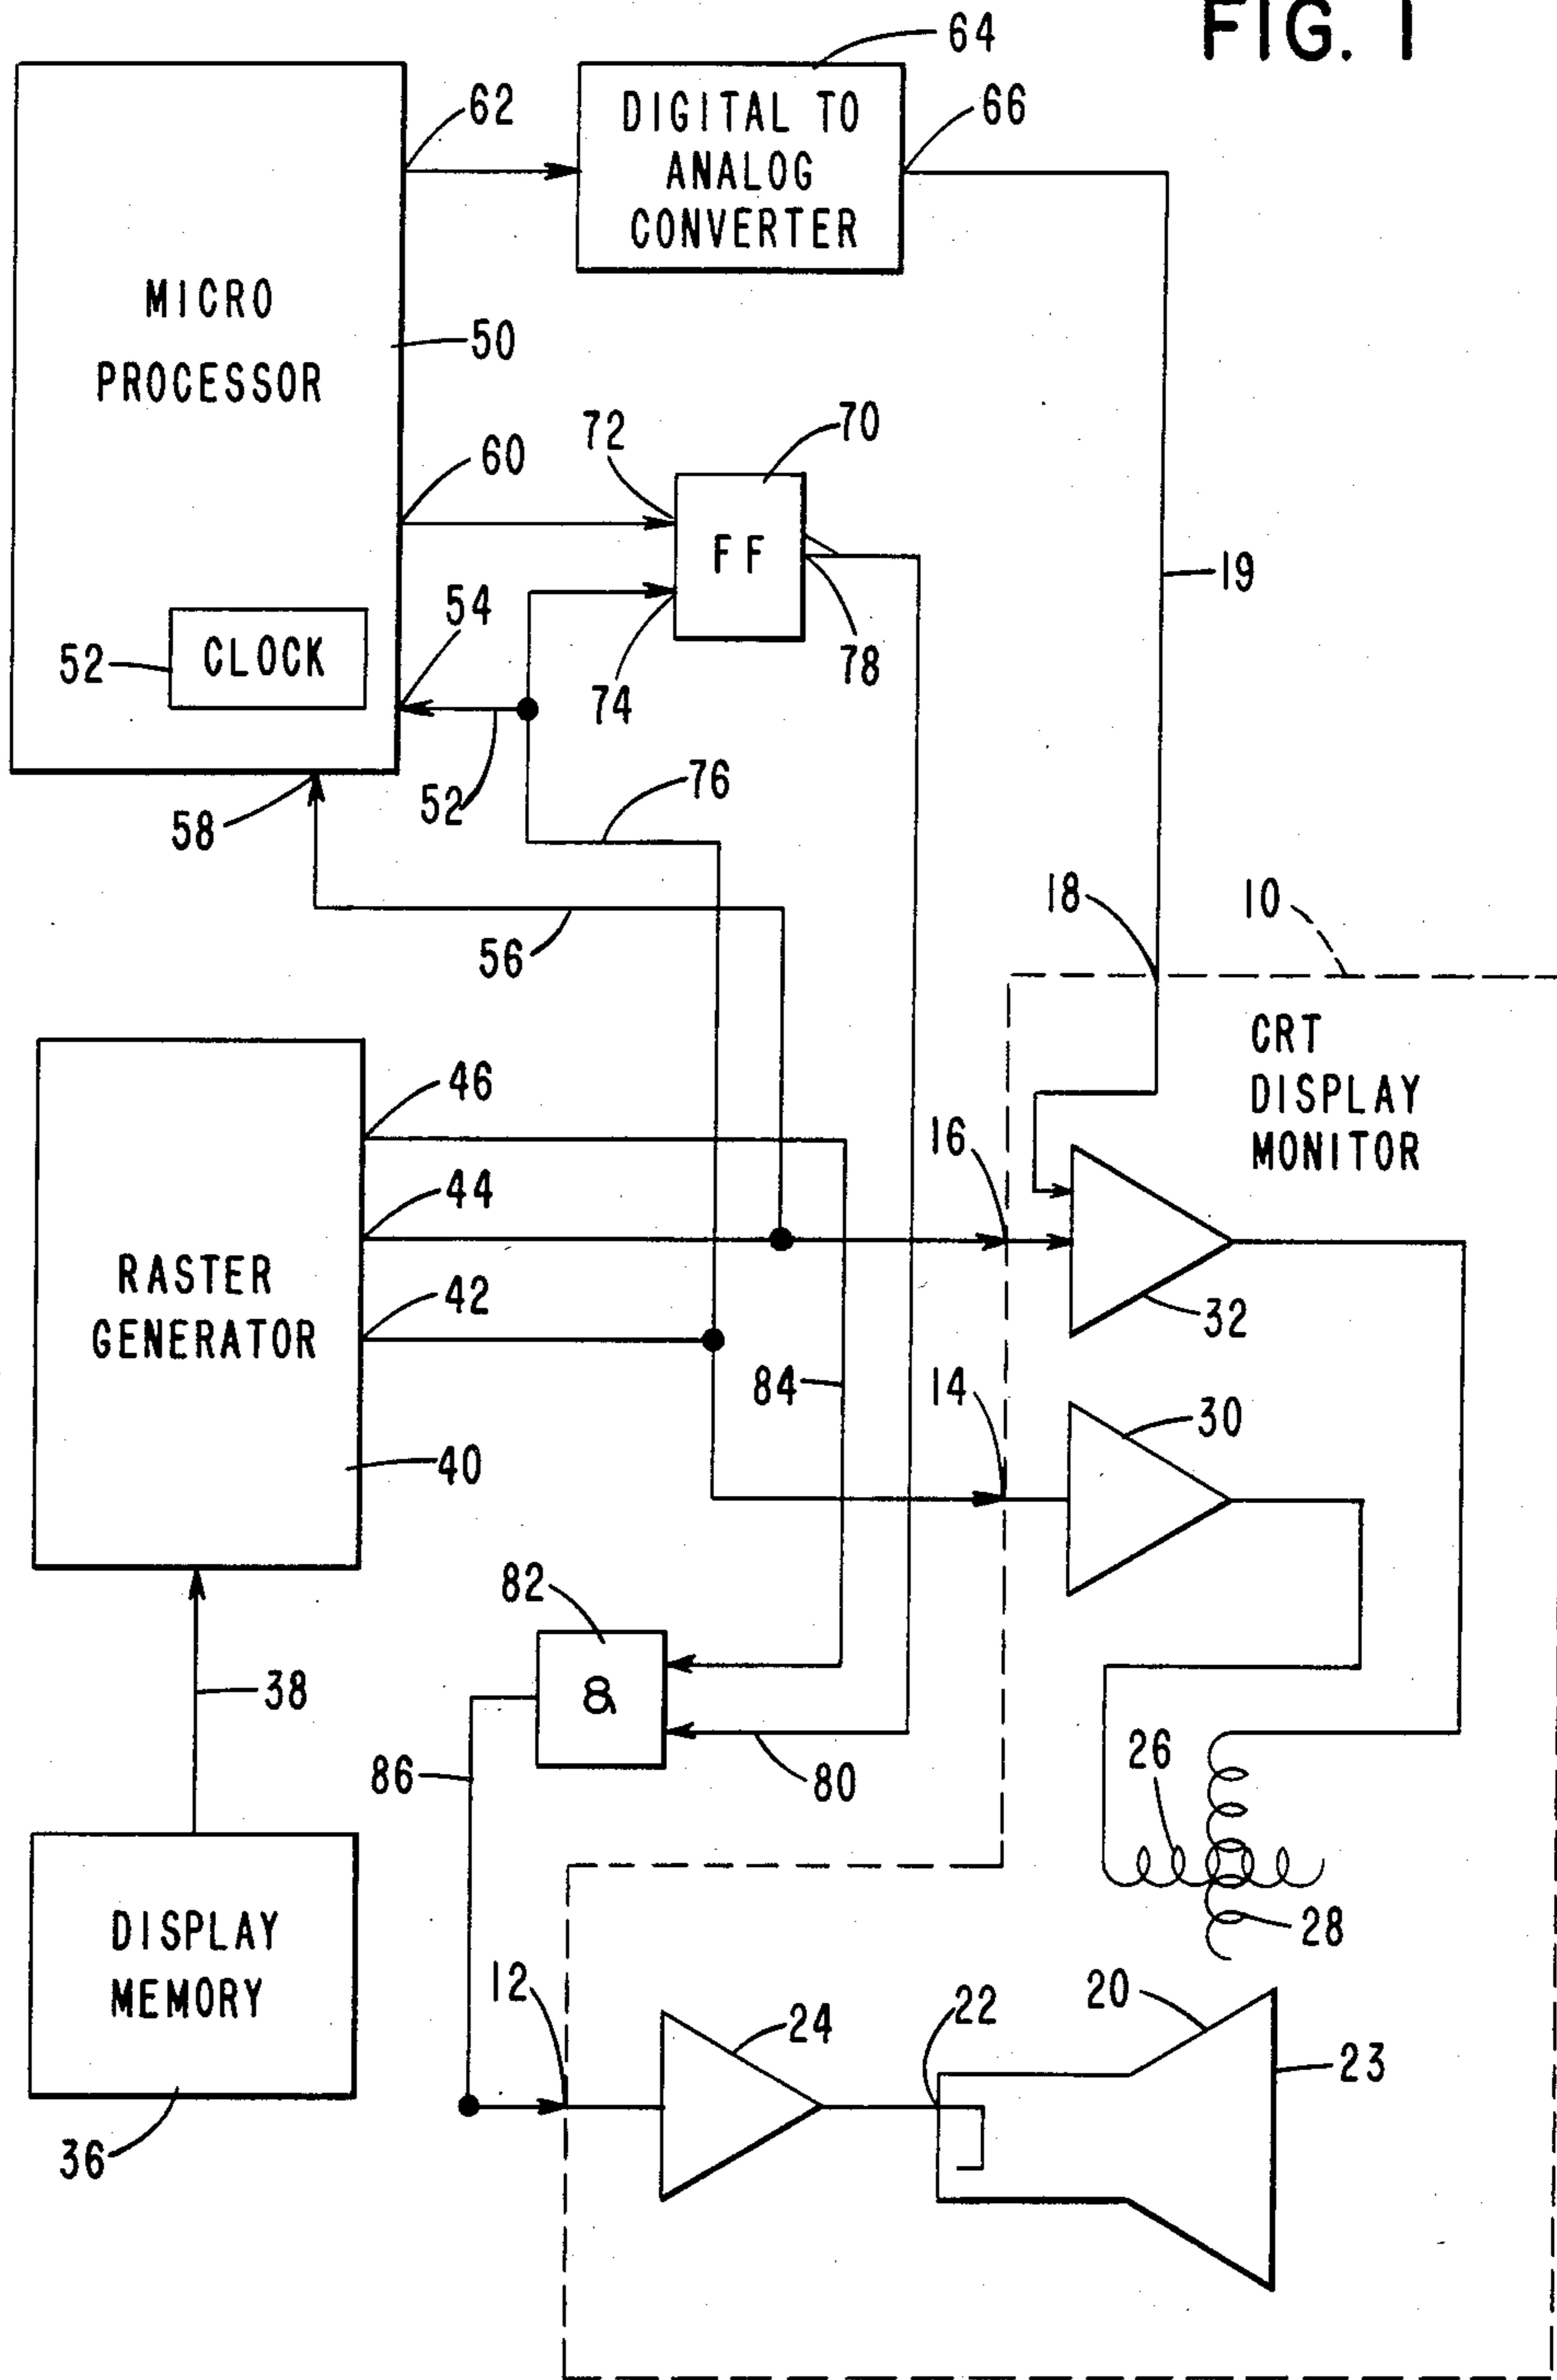 FIG. 1
64
62
DIGITAL TO
ANALOG
CONVERTER
66
MICRO
PROCESSOR
50
70
72
60
FF
19
54
CLOCK
52
78
74
52
76
58
18
10
56
CRT
DISPLAY
MONITOR
46
16
44
RASTER
GENERATOR
42
32
84
14
30
40
82
38
&
26
86
80
28
DISPLAY
MEMORY
12
22
20
24
23
36